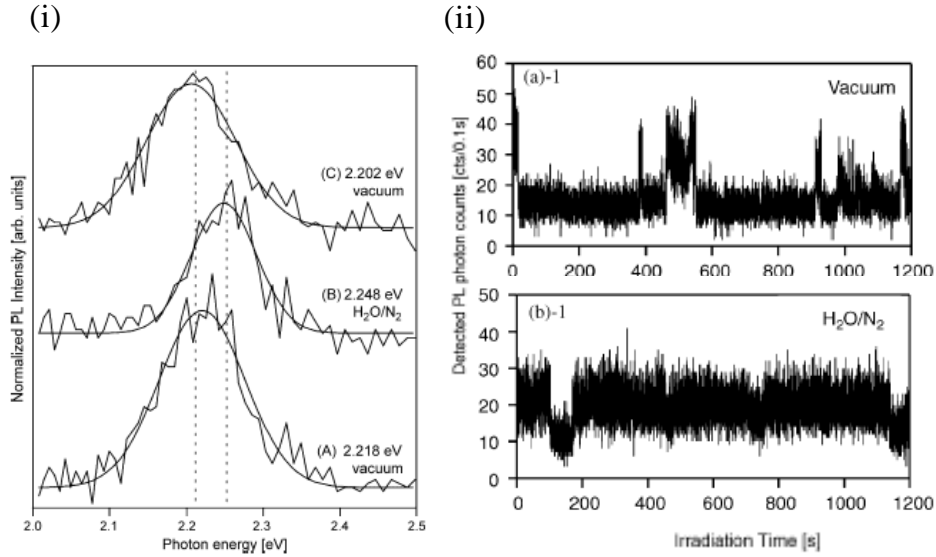 (i)
Normalized PL Intensity [arb. units]
(C) 2.202 eV
vacuum
(B) 2.248 eV
H₂O/N₂
(A) 2.218 eV
vacuum
2.0 2.1 2.2 2.3 2.4 2.5
Photon energy [eV]
(ii)
Detected PL photon counts [cts/0.1s]
60
50
40
30
20
10
0
(a)-1
Vacuum
0 200 400 600 800 1000 1200
50
40
30
20
10
0
(b)-1
H₂O/N₂
0 200 400 600 800 1000 1200
Irradiation Time [s]